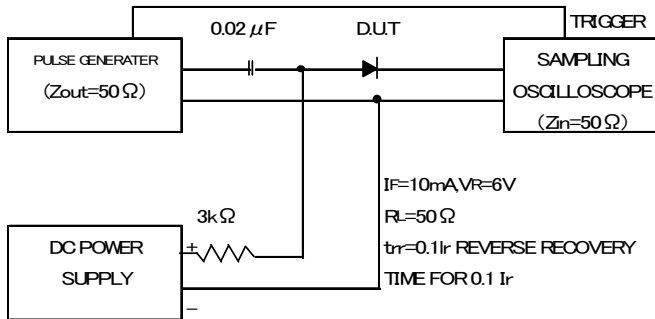 TRIGGER
0.02 μF
D.U.T
PULSE GENERATER
(Zout=50Ω)
SAMPLING
OSCILLOSCOPE
(Zin=50Ω)
IF=10mA,VR=6V
RL=50Ω
trr=0.1Ir REVERSE RECOVERY
TIME FOR 0.1 Ir
3kΩ
DC POWER
SUPPLY
+
−